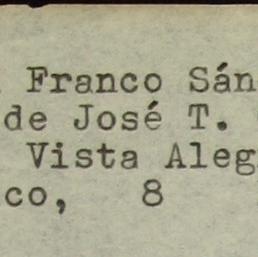 Franco Sán
de José T.
Vista Aleg
co, 8